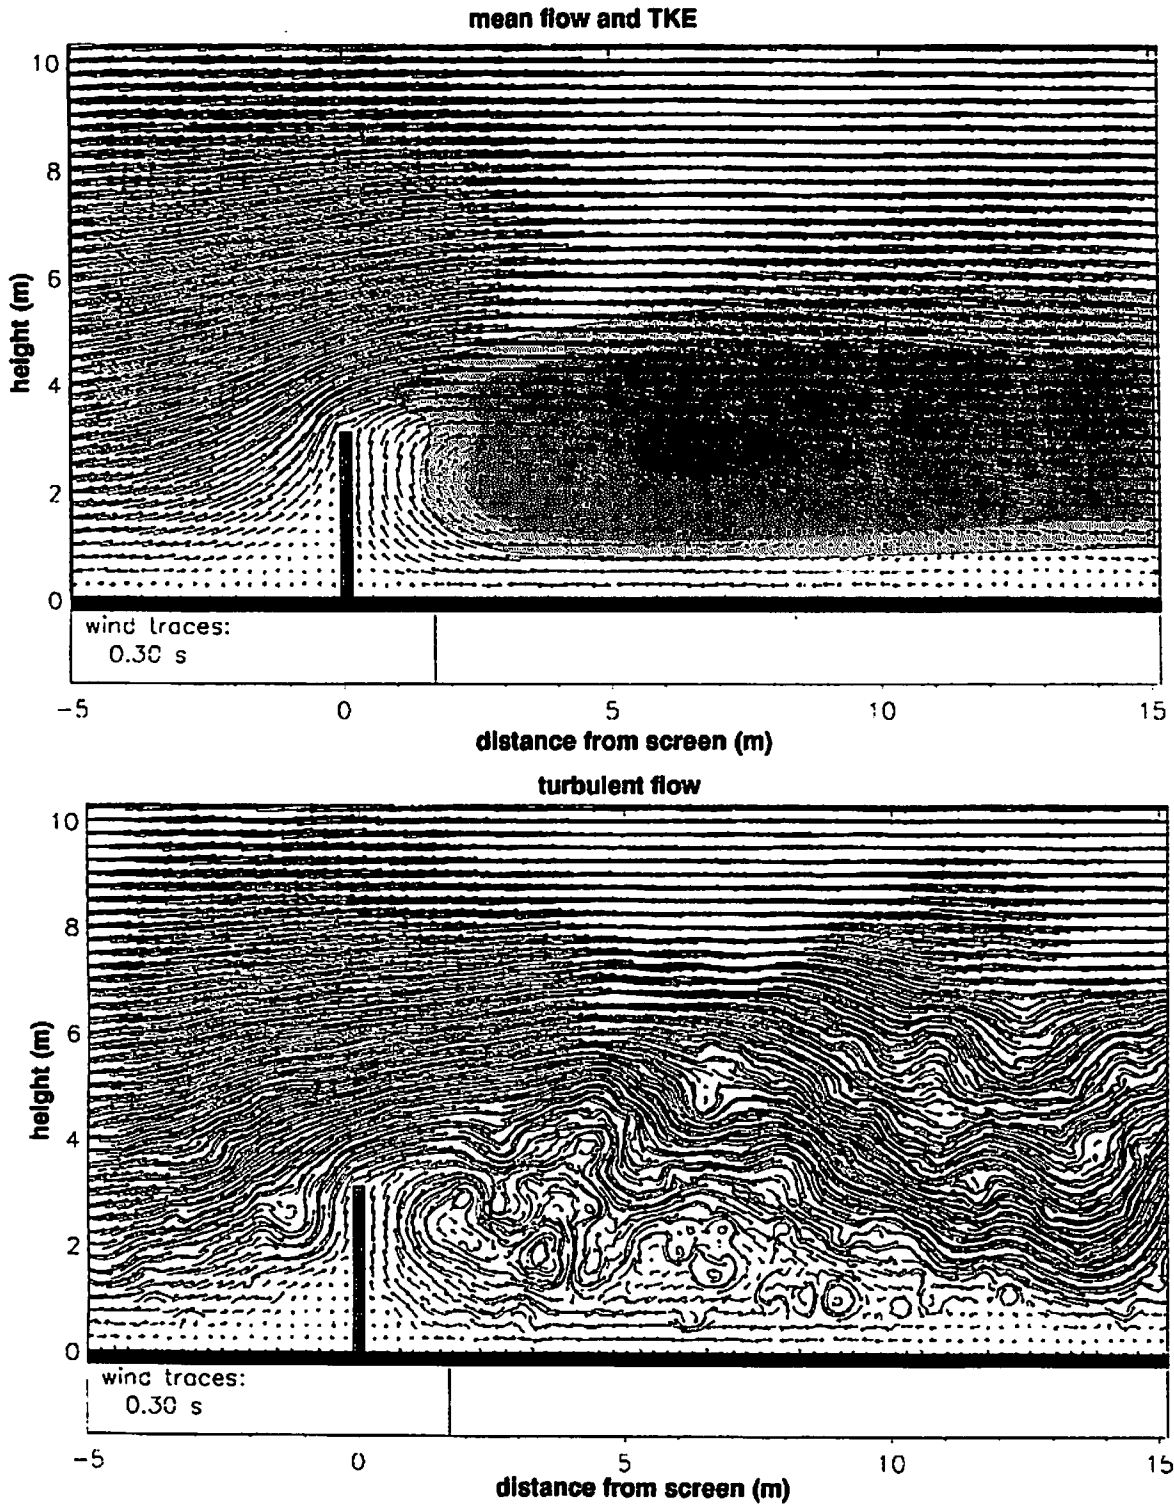 mean flow and TKE
10
8
6
4
2
0
height (m)
wind traces:
0.30 s
-5 0 5 10 15
distance from screen (m)
turbulent flow
10
8
6
4
2
0
height (m)
wind traces:
0.30 s
-5 0 5 10 15
distance from screen (m)